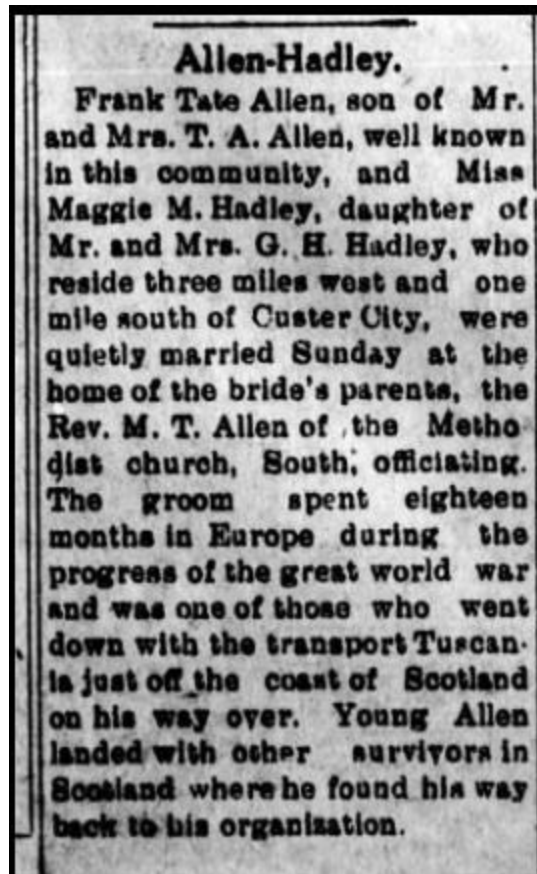 Allen-Hadley.
Frank Tate Allen, son of Mr.
and Mrs. T. A. Allen, well known
in this community, and Miss
Maggie M. Hadley, daughter of
Mr. and Mrs. G. H. Hadley, who
reside three miles west and one
mile south of Custer City, were
quietly married Sunday at the
home of the bride's parents, the
Rev. M. T. Allen of the Metho
dist church, South, officiating.
The groom spent eighteen
months in Europe during the
progress of the great world war
and was one of those who went
down with the transport Tuscan-
ia just off the coast of Scotland
on his way over. Young Allen
landed with other survivors in
Scotland where he found his way
back to his organization.